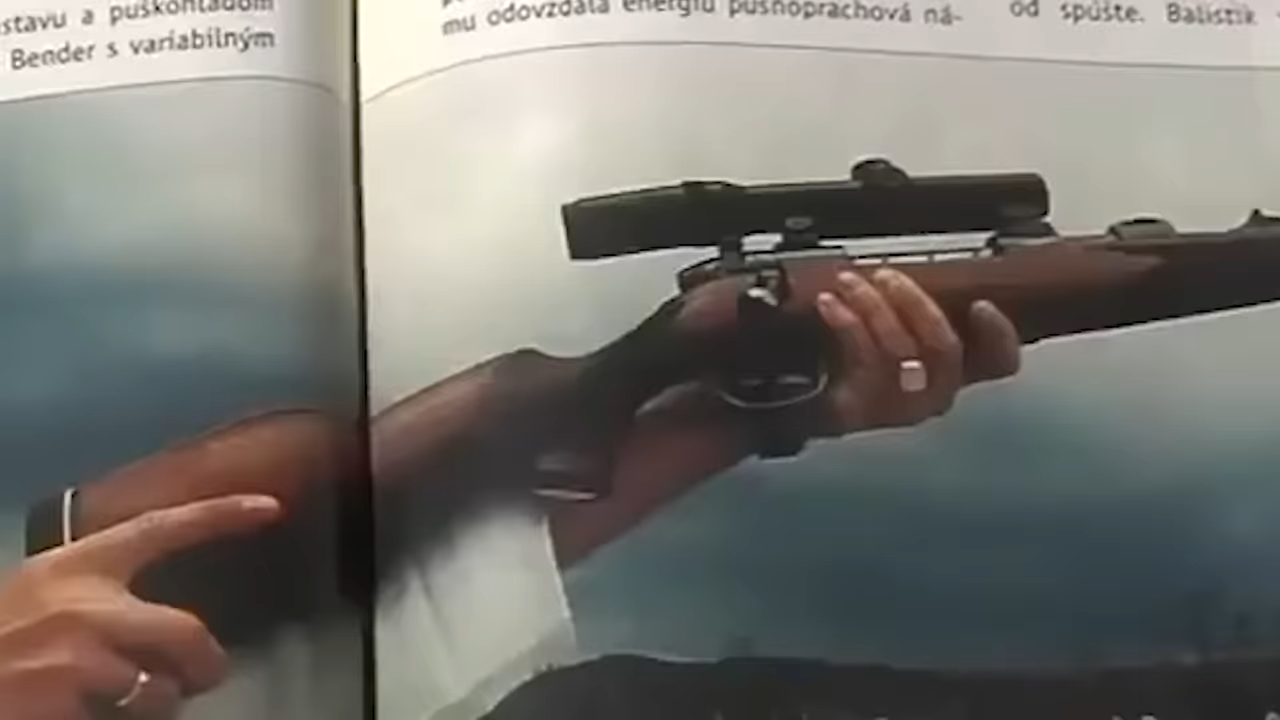 stavu a puškohľadom
Bender s variabilným
mu odovzdala energiu pušnoprachová ná-
od spúšte. Balistik